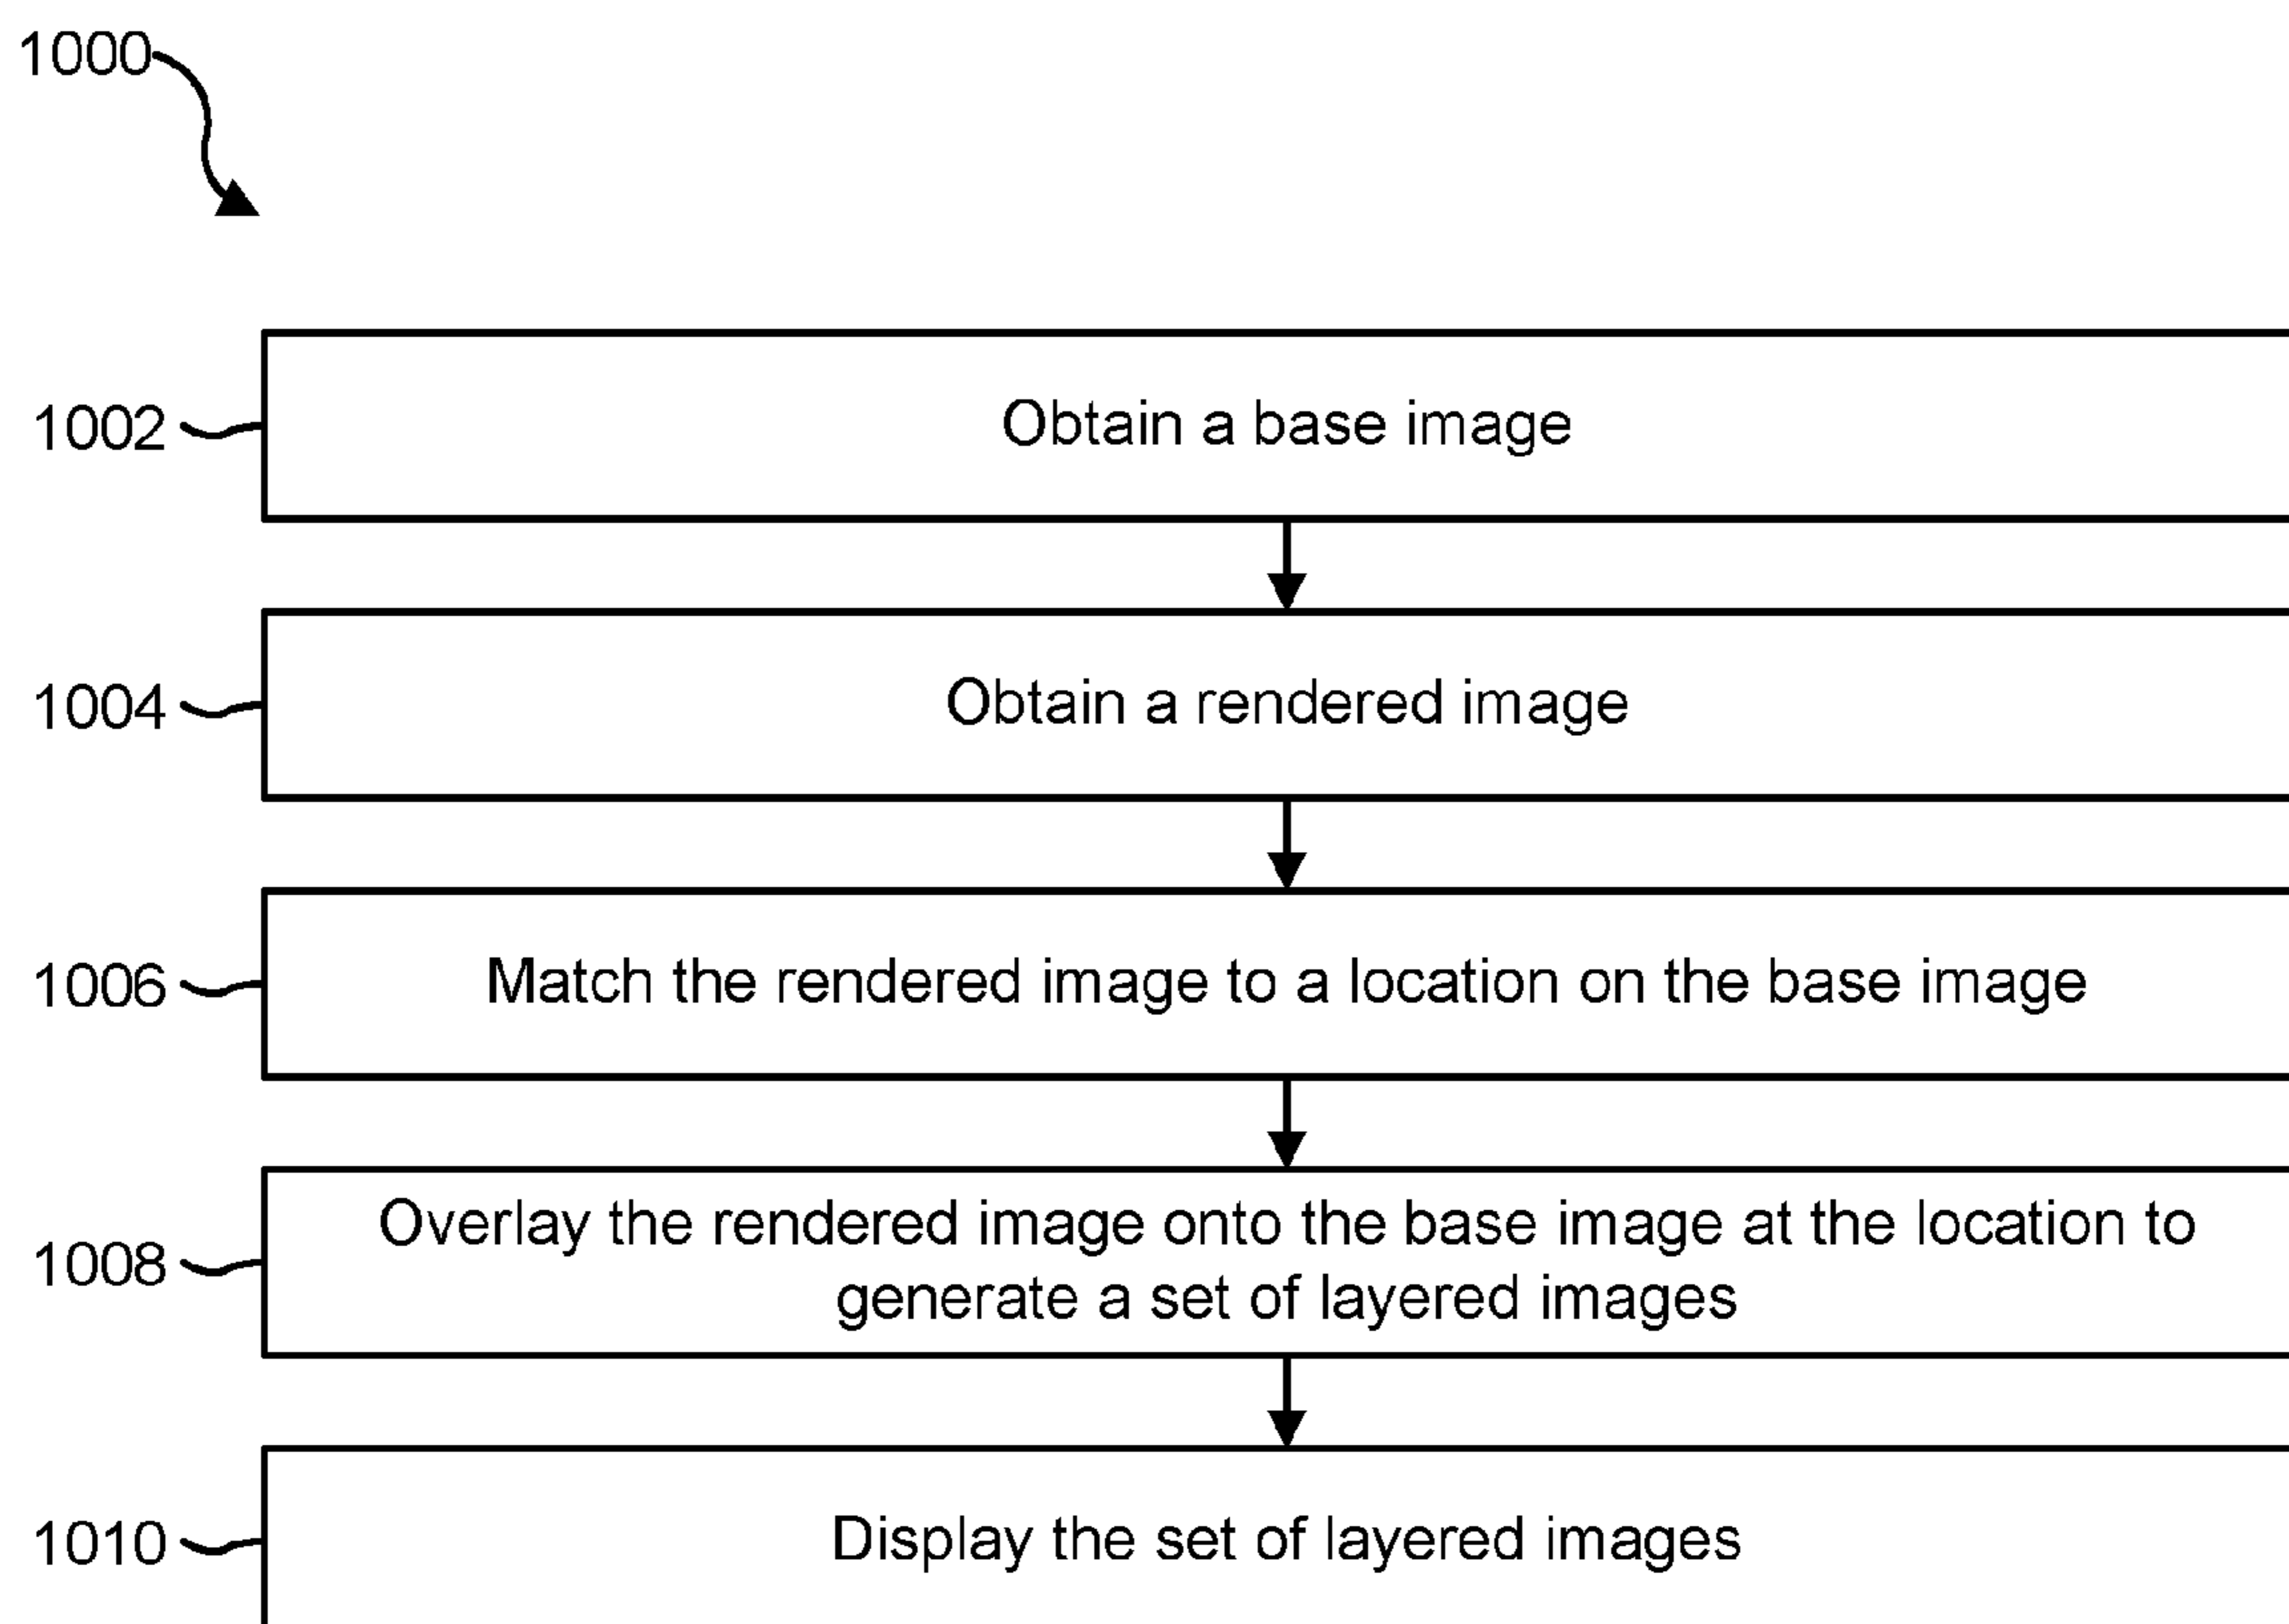 1000
1002
Obtain a base image
1004
Obtain a rendered image
1006
Match the rendered image to a location on the base image
1008
Overlay the rendered image onto the base image at the location to
generate a set of layered images
1010
Display the set of layered images